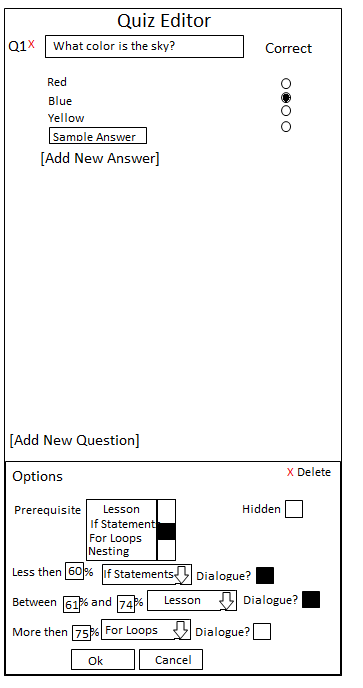 Quiz Editor
Q1 X What color is the sky? Correct
Red
Blue
Yellow
Sample Answer
[Add New Answer]
[Add New Question]
Options X Delete
Prerequisite Lesson Hidden
If Statement
For Loops
Nesting
Less then 60% If Statements Dialogue?
Between 61% and 74% Lesson Dialogue?
More then 75% For Loops Dialogue?
Ok Cancel